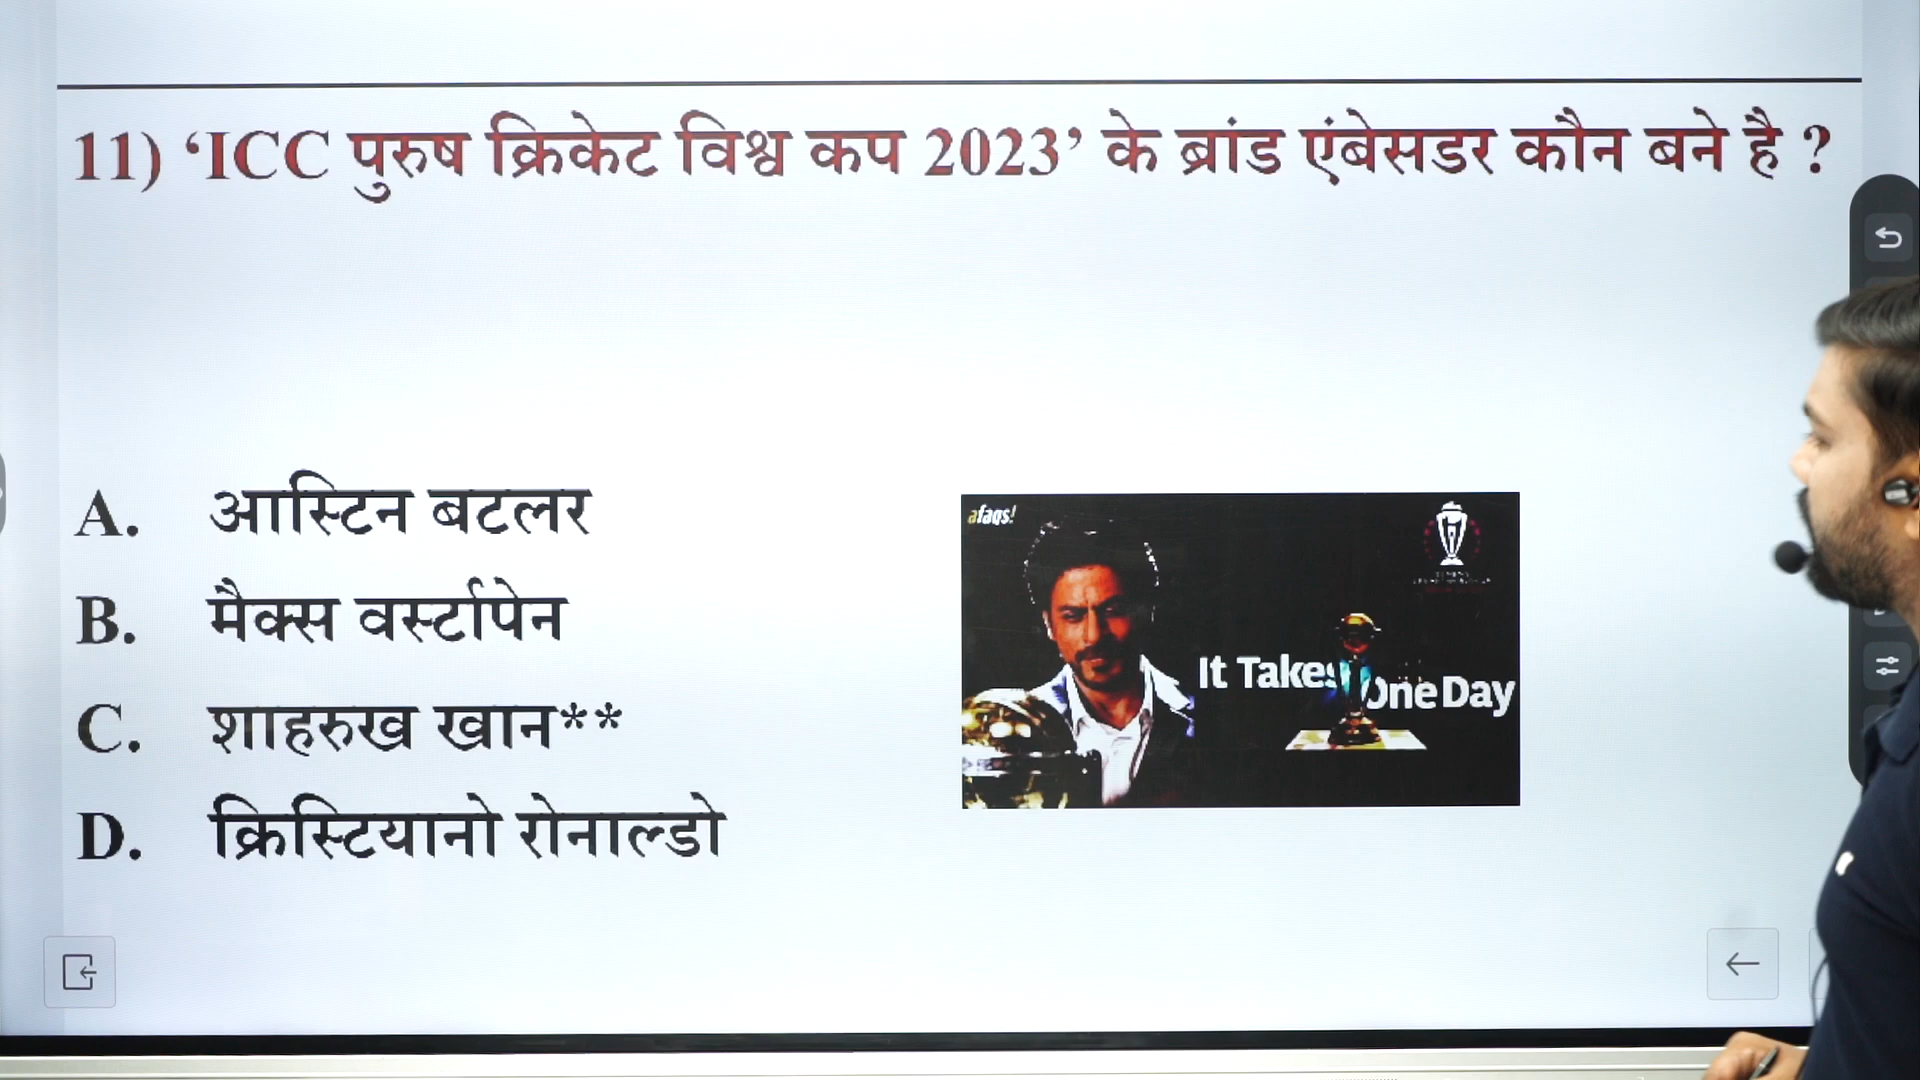 11) ‘ICC पुरुष क्रिकेट विश्व कप 2023’ के ब्रांड एंबेसडर कौन बने है ?
A. आस्टिन बटलर
B. मैक्स वर्स्टापेन
C. शाहरुख खान**
D. क्रिस्टियानो रोनाल्डो
afaqs!
It Takes One Day